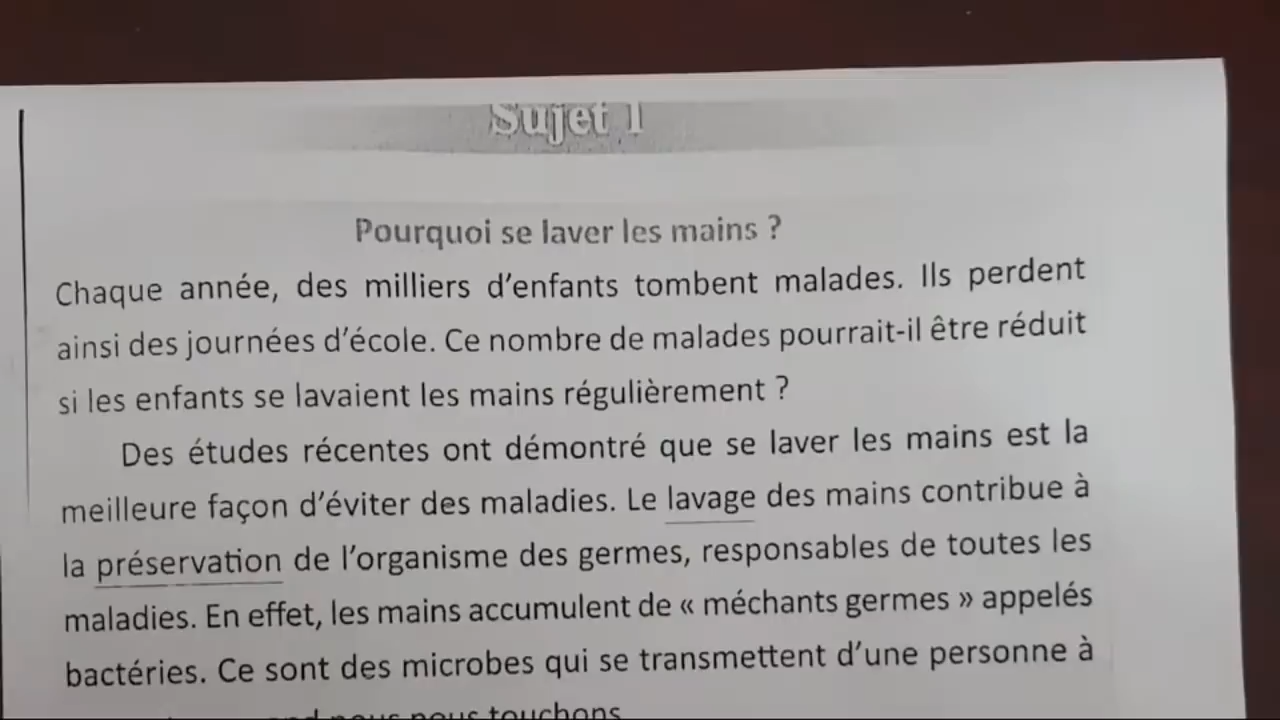 Sujet 1
Pourquoi se laver les mains ?
Chaque année, des milliers d'enfants tombent malades. Ils perdent
ainsi des journées d'école. Ce nombre de malades pourrait-il être réduit
si les enfants se lavaient les mains régulièrement ?
Des études récentes ont démontré que se laver les mains est la
meilleure façon d'éviter des maladies. Le lavage des mains contribue à
la préservation de l'organisme des germes, responsables de toutes les
maladies. En effet, les mains accumulent de « méchants germes » appelés
bactéries. Ce sont des microbes qui se transmettent d'une personne à
nous nous touchons